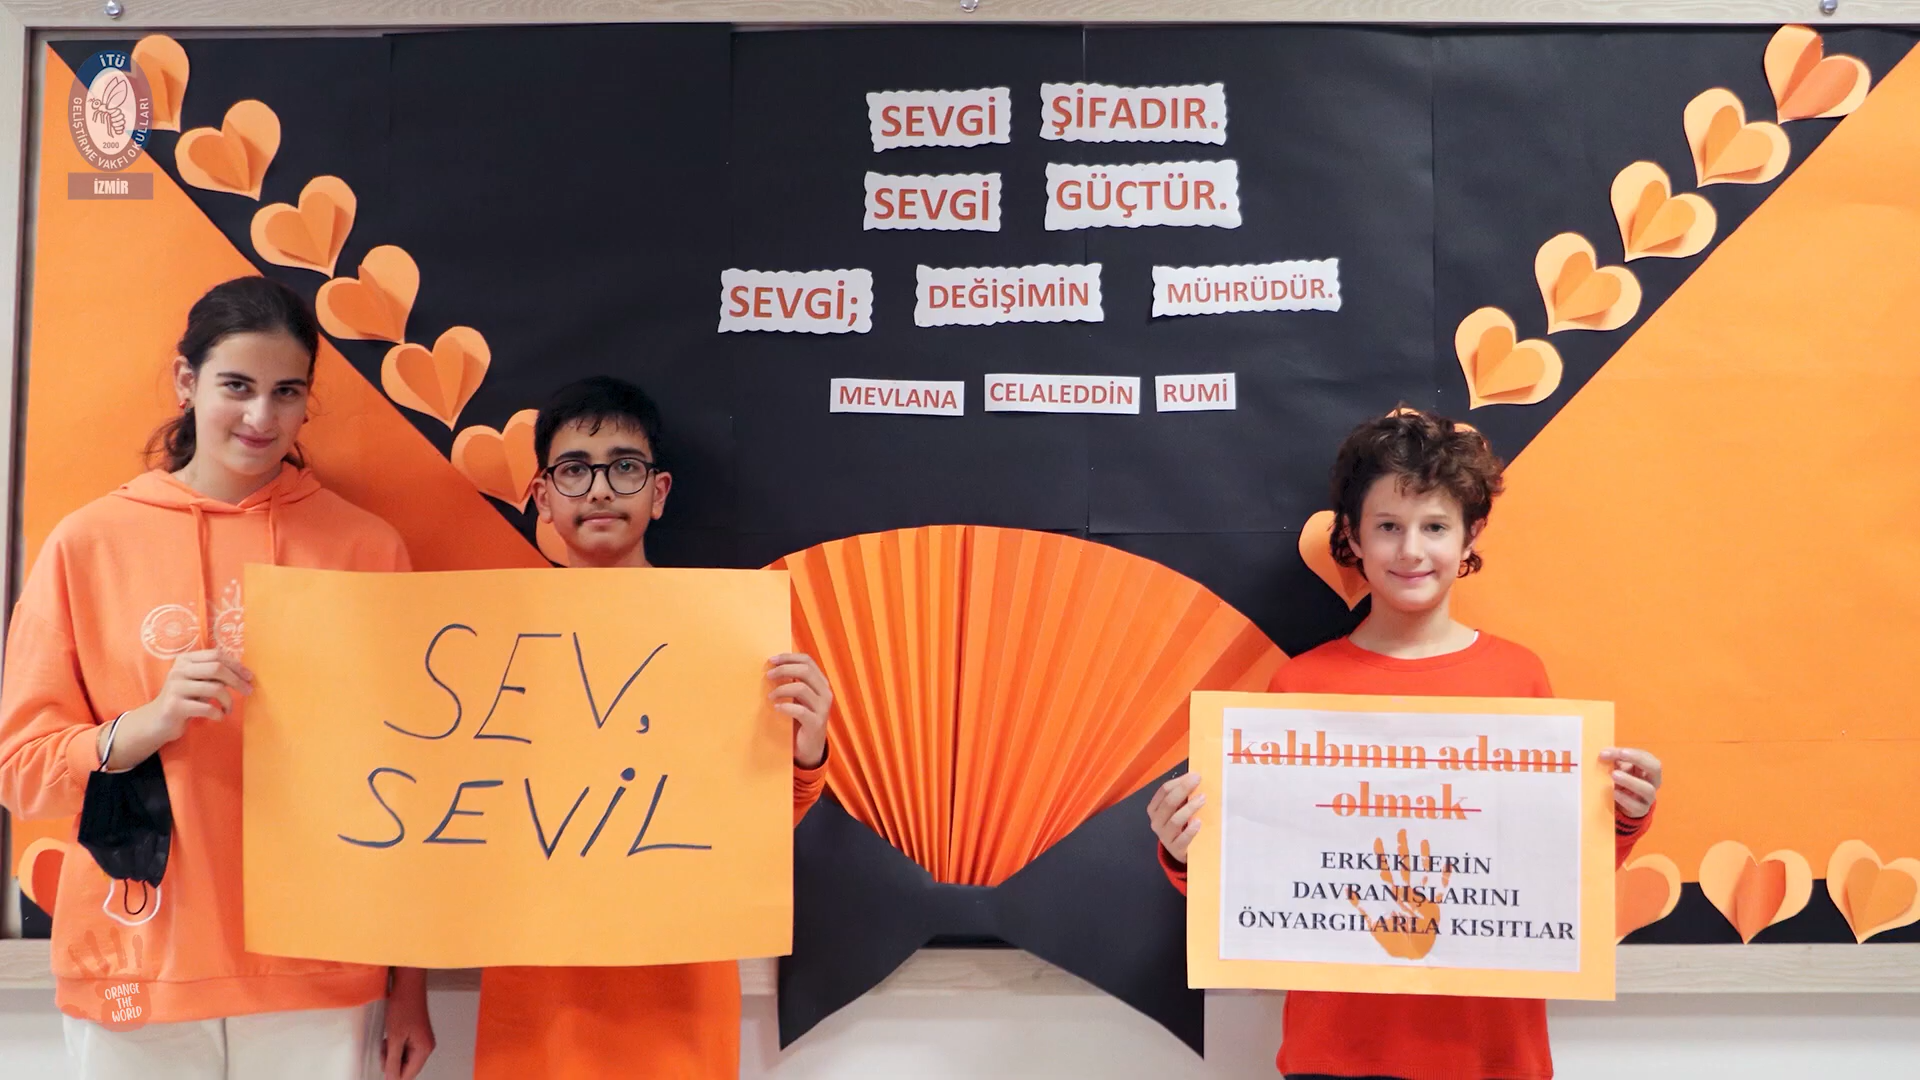 İTÜ
GELİŞTİRME VAKFI OKULLARI
2000
İZMİR
SEVGİ ŞİFADIR.
SEVGİ GÜÇTÜR.
SEVGİ; DEĞİŞİMİN MÜHRÜDÜR.
MEVLANA CELALEDDİN RUMİ
SEV,
SEVİL
kalıbının adamı
olmak
ERKEKLERİN
DAVRANIŞLARINI
ÖNYARGILARLA KISITLAR
ORANGE
THE
WORLD